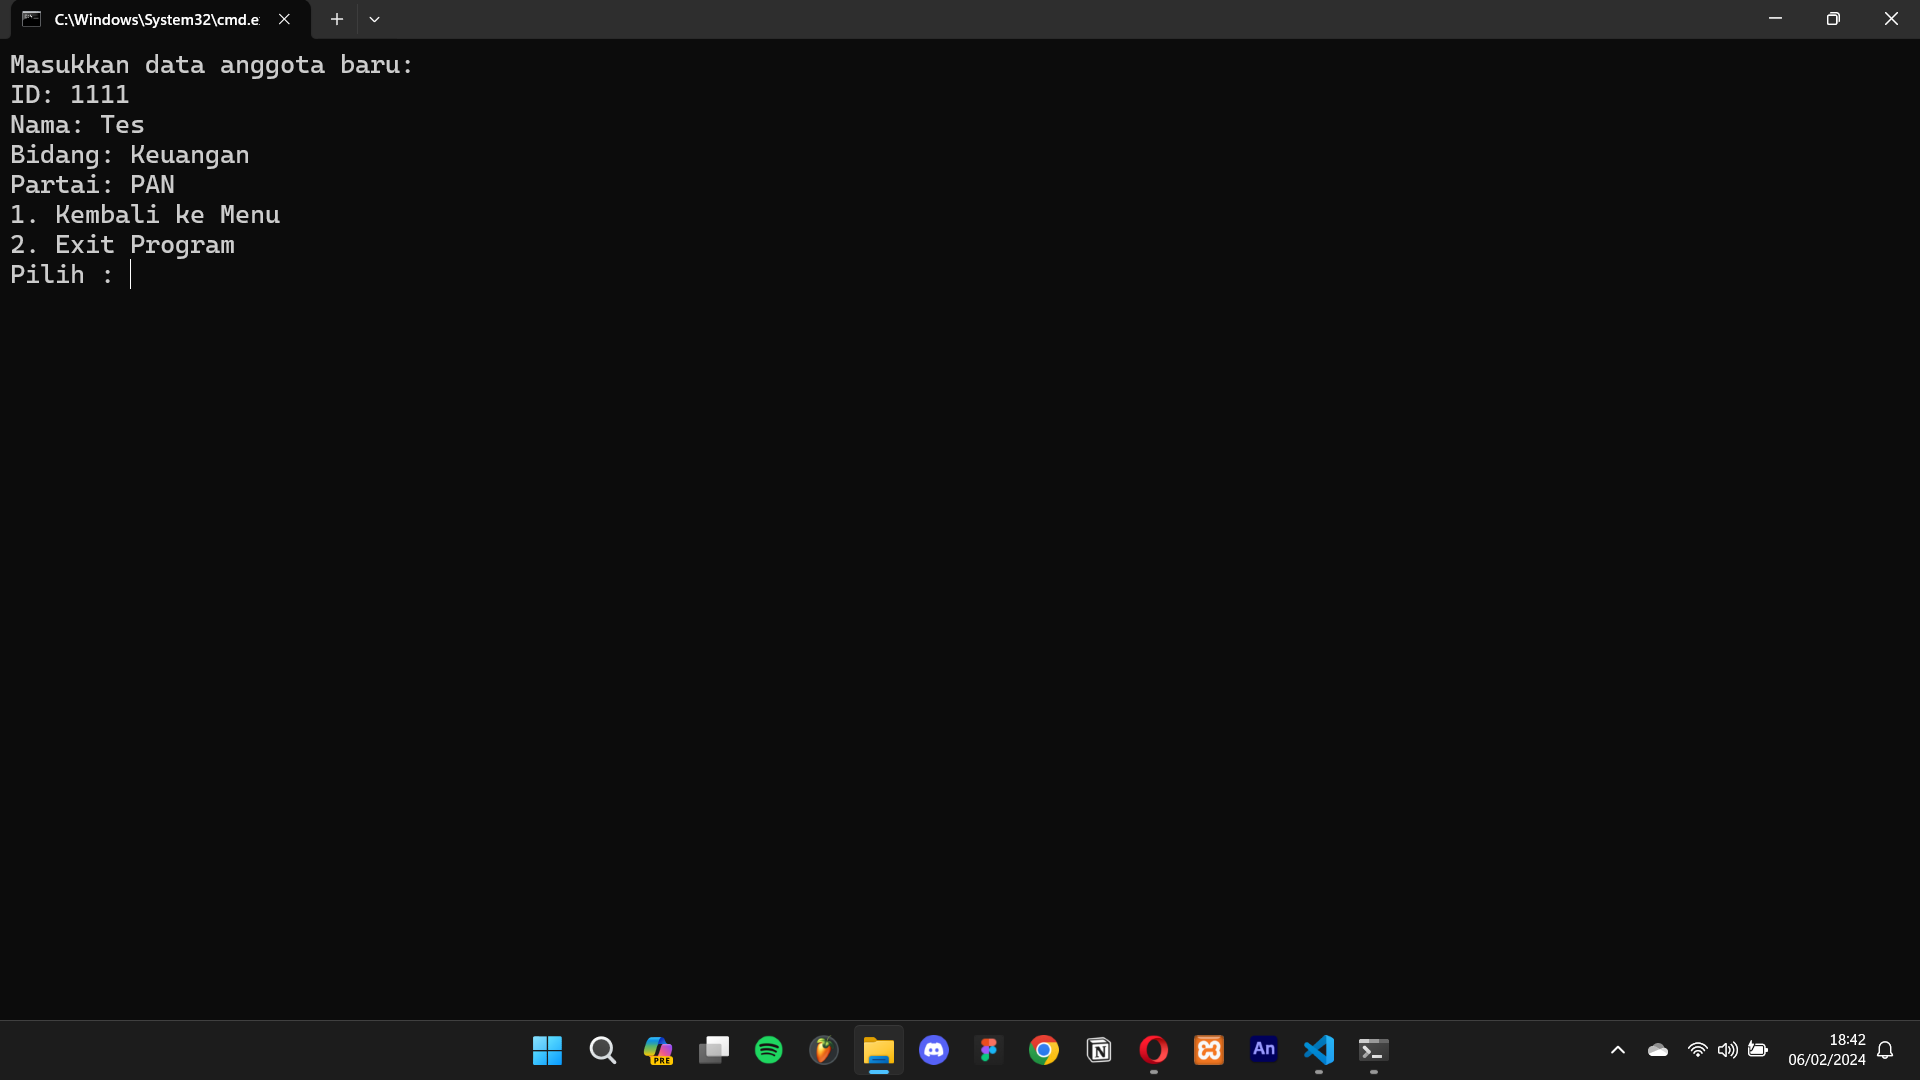 C:\Windows\System32\cmd.e
Masukkan data anggota baru:
ID: 1111
Nama: Tes
Bidang: Keuangan
Partai: PAN
1. Kembali ke Menu
2. Exit Program
Pilih :
PRE
An
18:42
06/02/2024